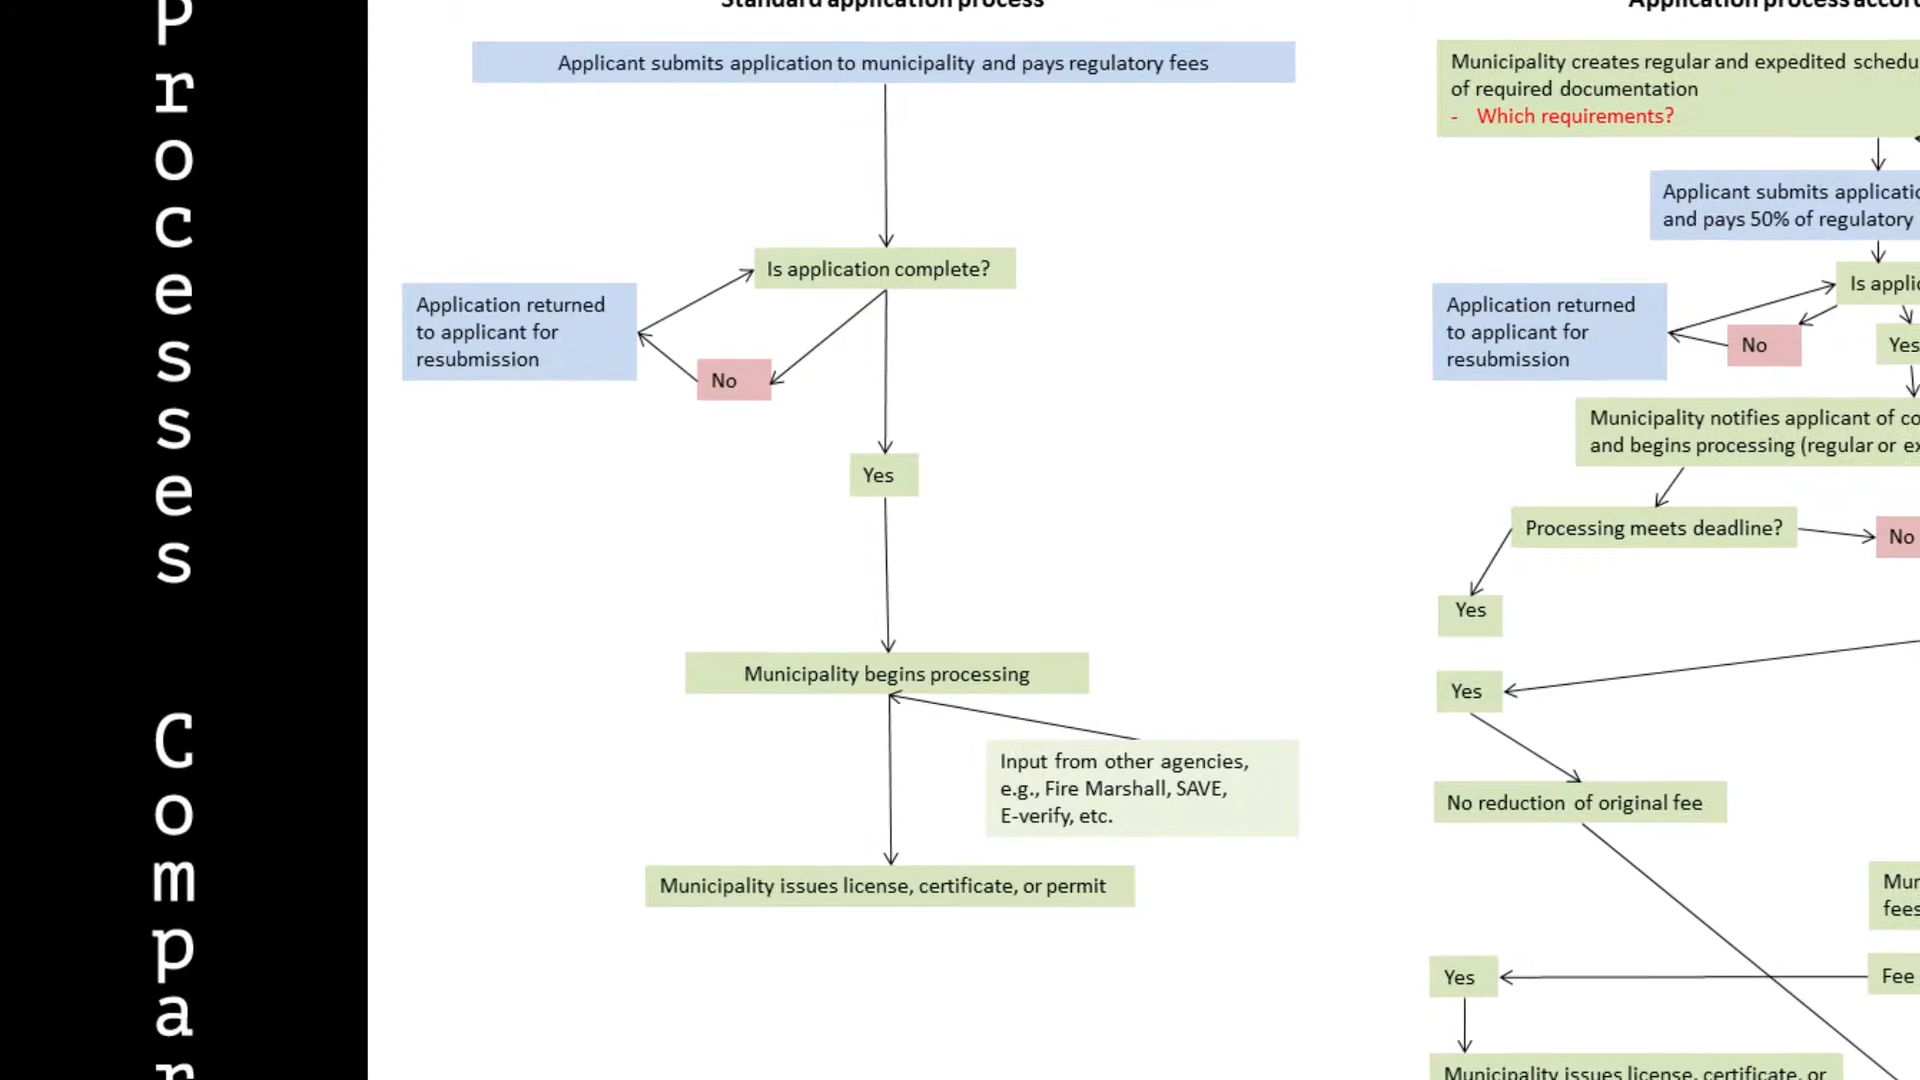 Processes Compar
Standard application process
Applicant submits application to municipality and pays regulatory fees
Is application complete?
Application returned
to applicant for
resubmission
No
Yes
Municipality begins processing
Input from other agencies,
e.g., Fire Marshall, SAVE,
E-verify, etc.
Municipality issues license, certificate, or permit
Application process accor
Municipality creates regular and expedited schedu
of required documentation
- Which requirements?
Applicant submits applicatio
and pays 50% of regulatory
Is applic
Application returned
to applicant for
resubmission
No
Yes
Municipality notifies applicant of co
and begins processing (regular or ex
Processing meets deadline?
No
Yes
Yes
No reduction of original fee
Mun
fees
Yes
Fee
Municipality issues license, certificate, or